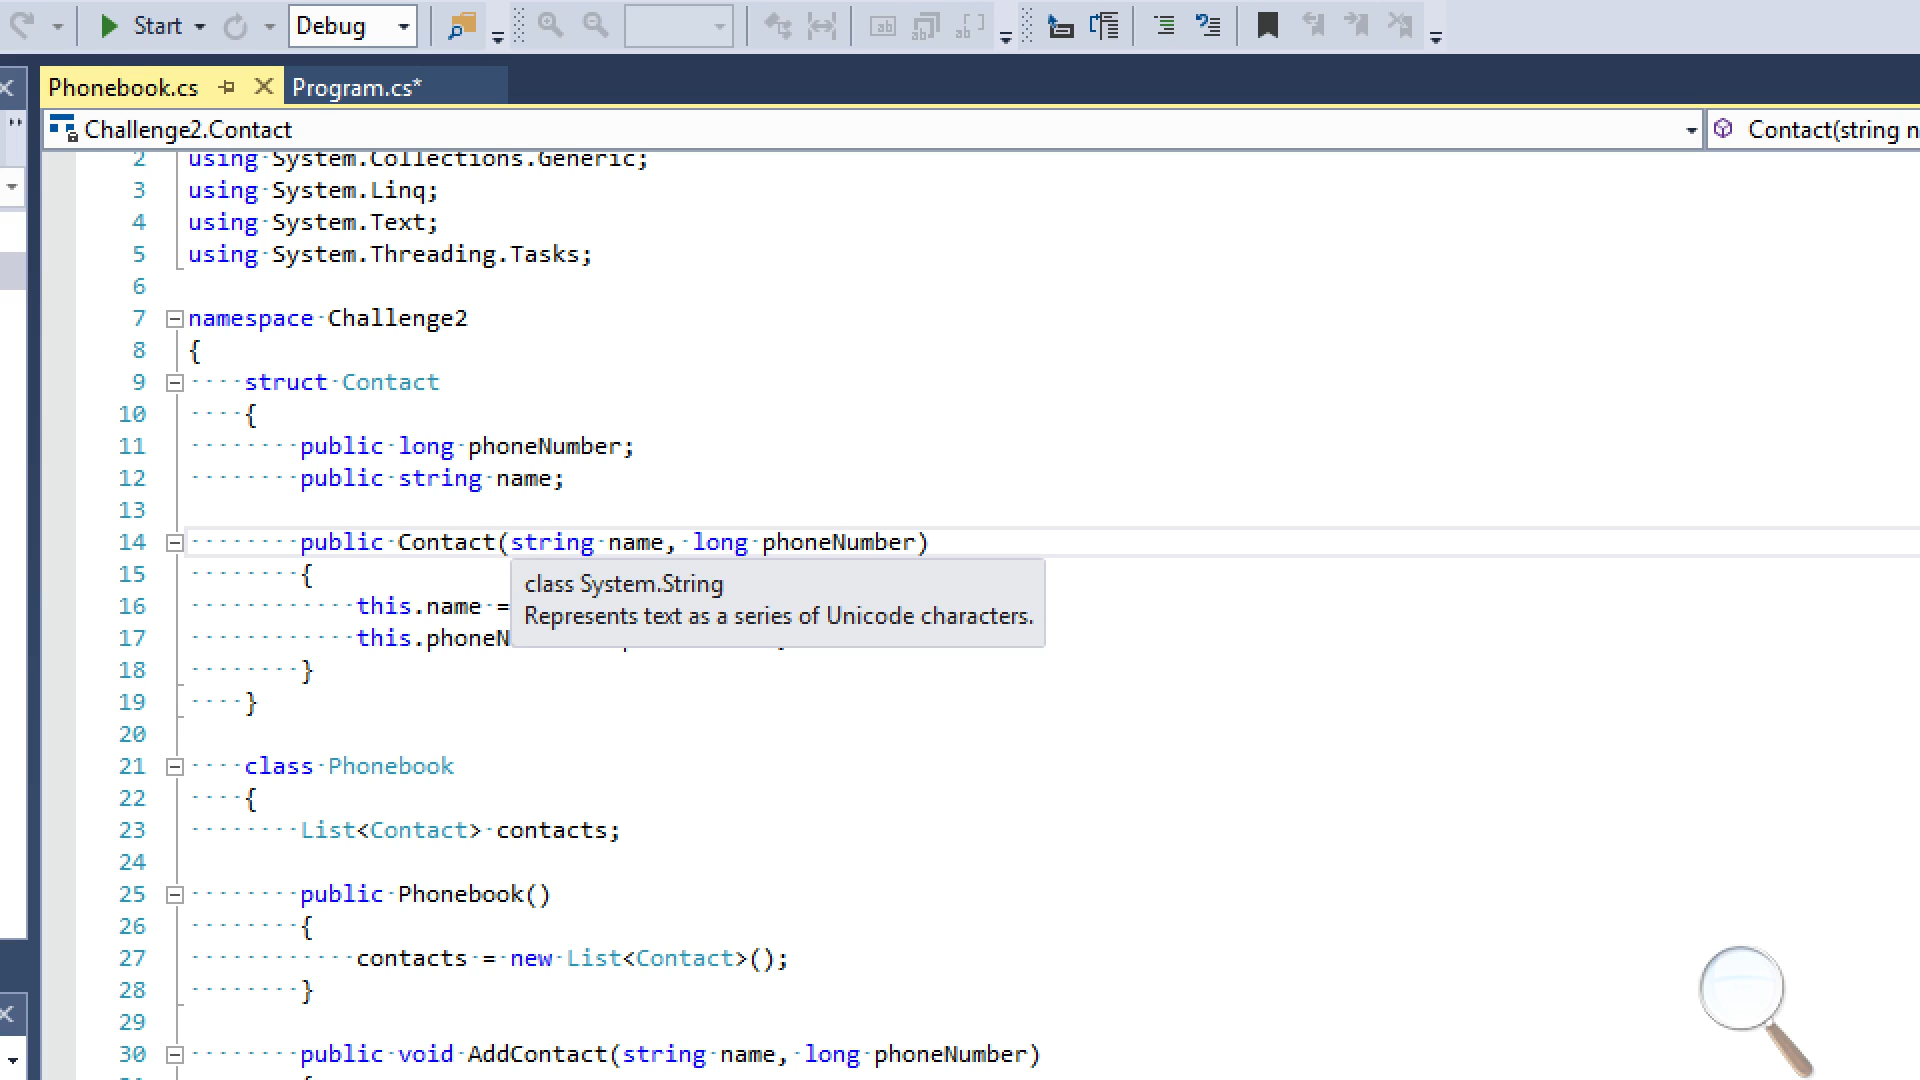 Start Debug
Phonebook.cs Program.cs*
Challenge2.Contact Contact(string n
2 using System.Collections.Generic;
3 using System.Linq;
4 using System.Text;
5 using System.Threading.Tasks;
6
7 namespace Challenge2
8 {
9 struct Contact
10 {
11 public long phoneNumber;
12 public string name;
13
14 public Contact(string name, long phoneNumber)
15 {
class System.String
16 this.name =
Represents text as a series of Unicode characters.
17 this.phoneN
18 }
19 }
20
21 class Phonebook
22 {
23 List<Contact> contacts;
24
25 public Phonebook()
26 {
27 contacts = new List<Contact>();
28 }
29
30 public void AddContact(string name, long phoneNumber)